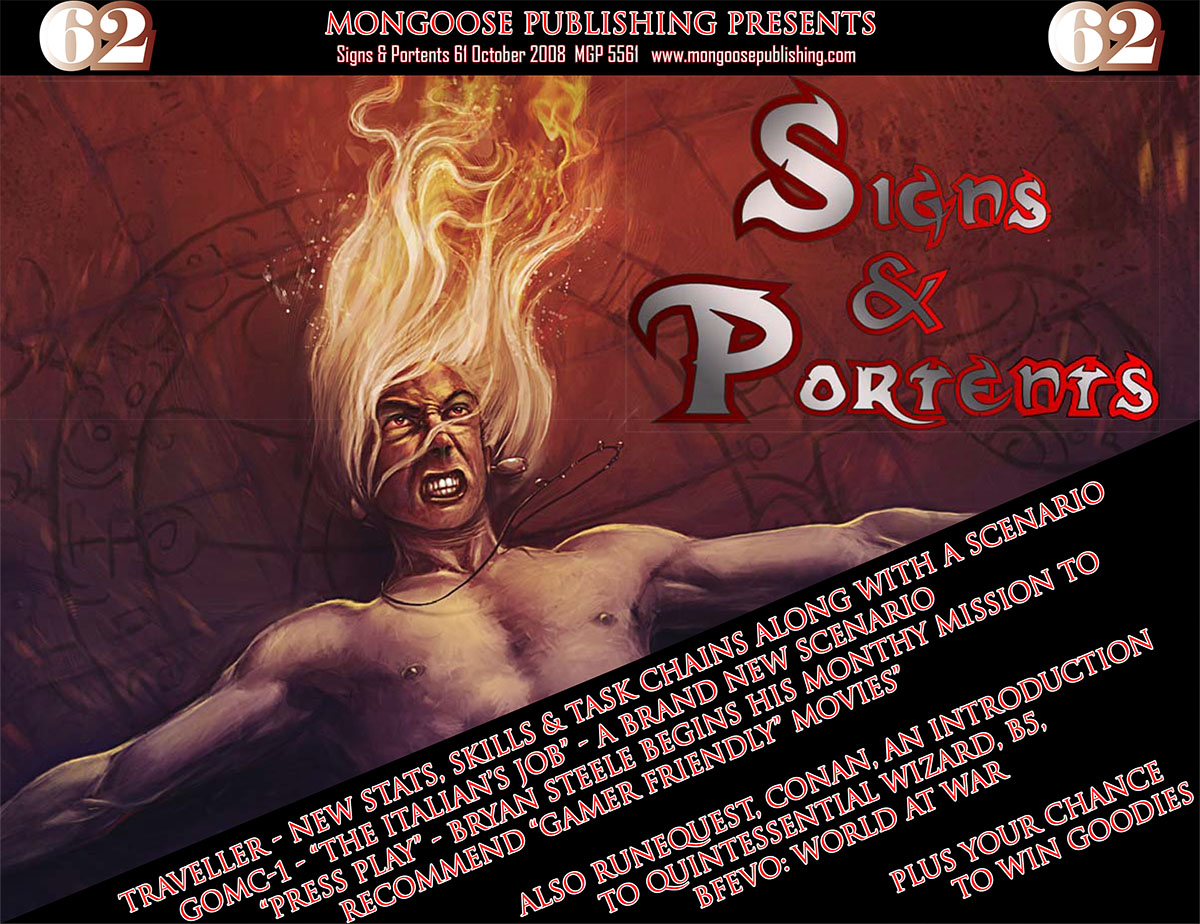 62
MONGOOSE PUBLISHING PRESENTS
62
Signs & Portents 61 October 2008 MGP 5561 www.mongoosepublishing.com
Signs
&
Portents
TRAVELLER - NEW STATS, SKILLS & TASK CHAINS ALONG WITH A SCENARIO
GOMC-1 - "THE ITALIAN'S JOB" - A BRAND NEW SCENARIO
"PRESS PLAY" - BRYAN STEELE BEGINS HIS MONTHY MISSION TO
RECOMMEND "GAMER FRIENDLY" MOVIES"
ALSO RUNEQUEST, CONAN, AN INTRODUCTION
TO QUINTESSENTIAL WIZARD, B5,
BFEVO: WORLD AT WAR
PLUS YOUR CHANCE
TO WIN GOODIES